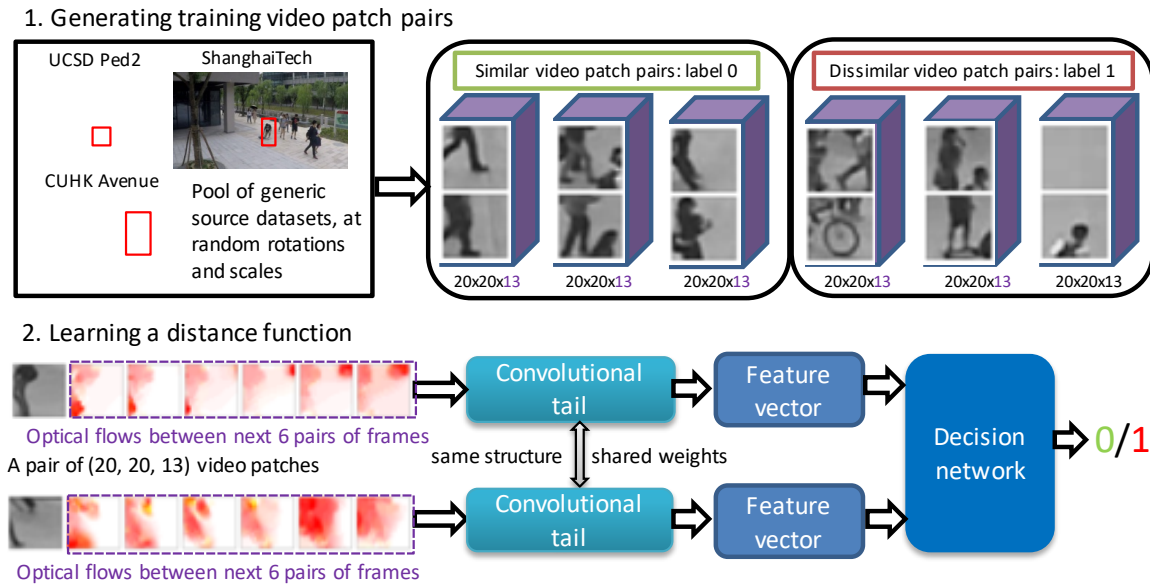 1. Generating training video patch pairs
UCSD Ped2
ShanghaiTech
CUHK Avenue
Pool of generic
source datasets, at
random rotations
and scales
Similar video patch pairs: label 0
20x20x13
20x20x13
20x20x13
Dissimilar video patch pairs: label 1
20x20x13
20x20x13
20x20x13
2. Learning a distance function
Optical flows between next 6 pairs of frames
A pair of (20, 20, 13) video patches
Optical flows between next 6 pairs of frames
Convolutional
tail
same structure
shared weights
Convolutional
tail
Feature
vector
Feature
vector
Decision
network
0/1